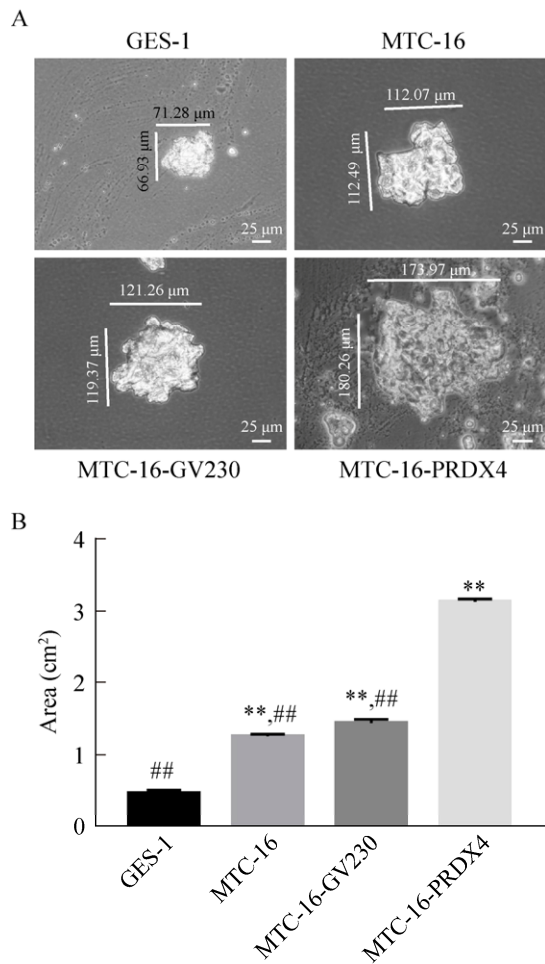 A
GES-1
MTC-16
71.28 μm
66.93 μm
25 μm
112.07 μm
112.49 μm
25 μm
121.26 μm
119.37 μm
25 μm
173.97 μm
180.26 μm
25 μm
MTC-16-GV230
MTC-16-PRDX4
B
Area (cm²)
4
3
2
1
0
##
**,##
**,##
**
GES-1
MTC-16
MTC-16-GV230
MTC-16-PRDX4